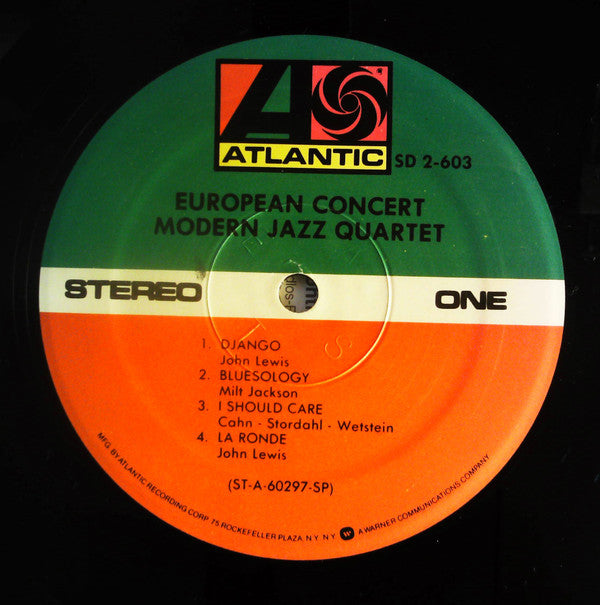 ATLANTIC
SD 2-603
EUROPEAN CONCERT
MODERN JAZZ QUARTET
STEREO
ONE
1. DJANGO
John Lewis
2. BLUESOLOGY
Milt Jackson
3. I SHOULD CARE
Cahn - Stordahl - Wetstein
4. LA RONDE
John Lewis
(ST-A-60297-SP)
MFG. BY ATLANTIC RECORDING CORP. 75 ROCKEFELLER PLAZA, N.Y. N.Y. A WARNER COMMUNICATIONS COMPANY